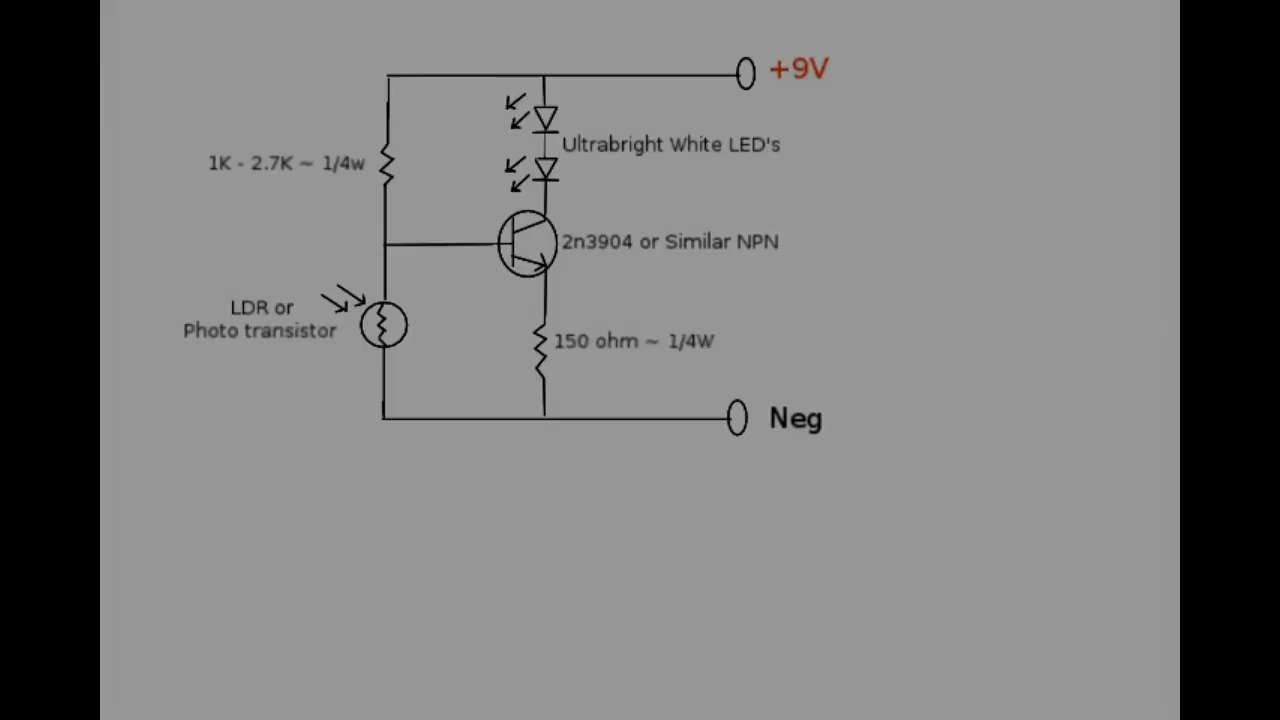 +9V
Ultrabright White LED's
1K - 2.7K ~ 1/4w
2n3904 or Similar NPN
LDR or
Photo transistor
150 ohm ~ 1/4W
Neg